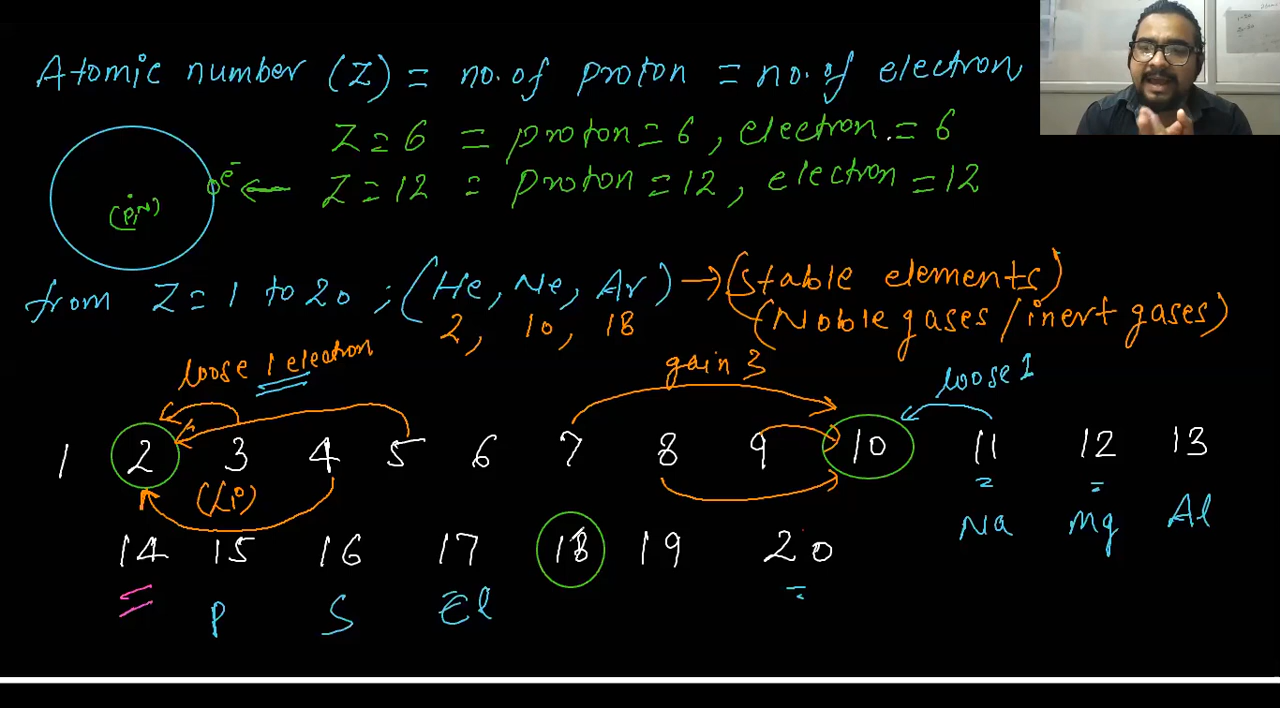 Atomic number (Z) = no. of proton = no. of electron
Z = 6 = proton = 6, electron = 6
e⁻ ← Z = 12 = proton = 12, electron = 12
(P,N)
from Z = 1 to 20 ; (He, Ne, Ar) → (stable elements)
2, 10, 18 (Noble gases / inert gases)
loose 1 electron gain 3 loose 1
1 2 3 4 5 6 7 8 9 10 11 12 13
(Li) Na Mg Al
14 15 16 17 18 19 20
P S Cl